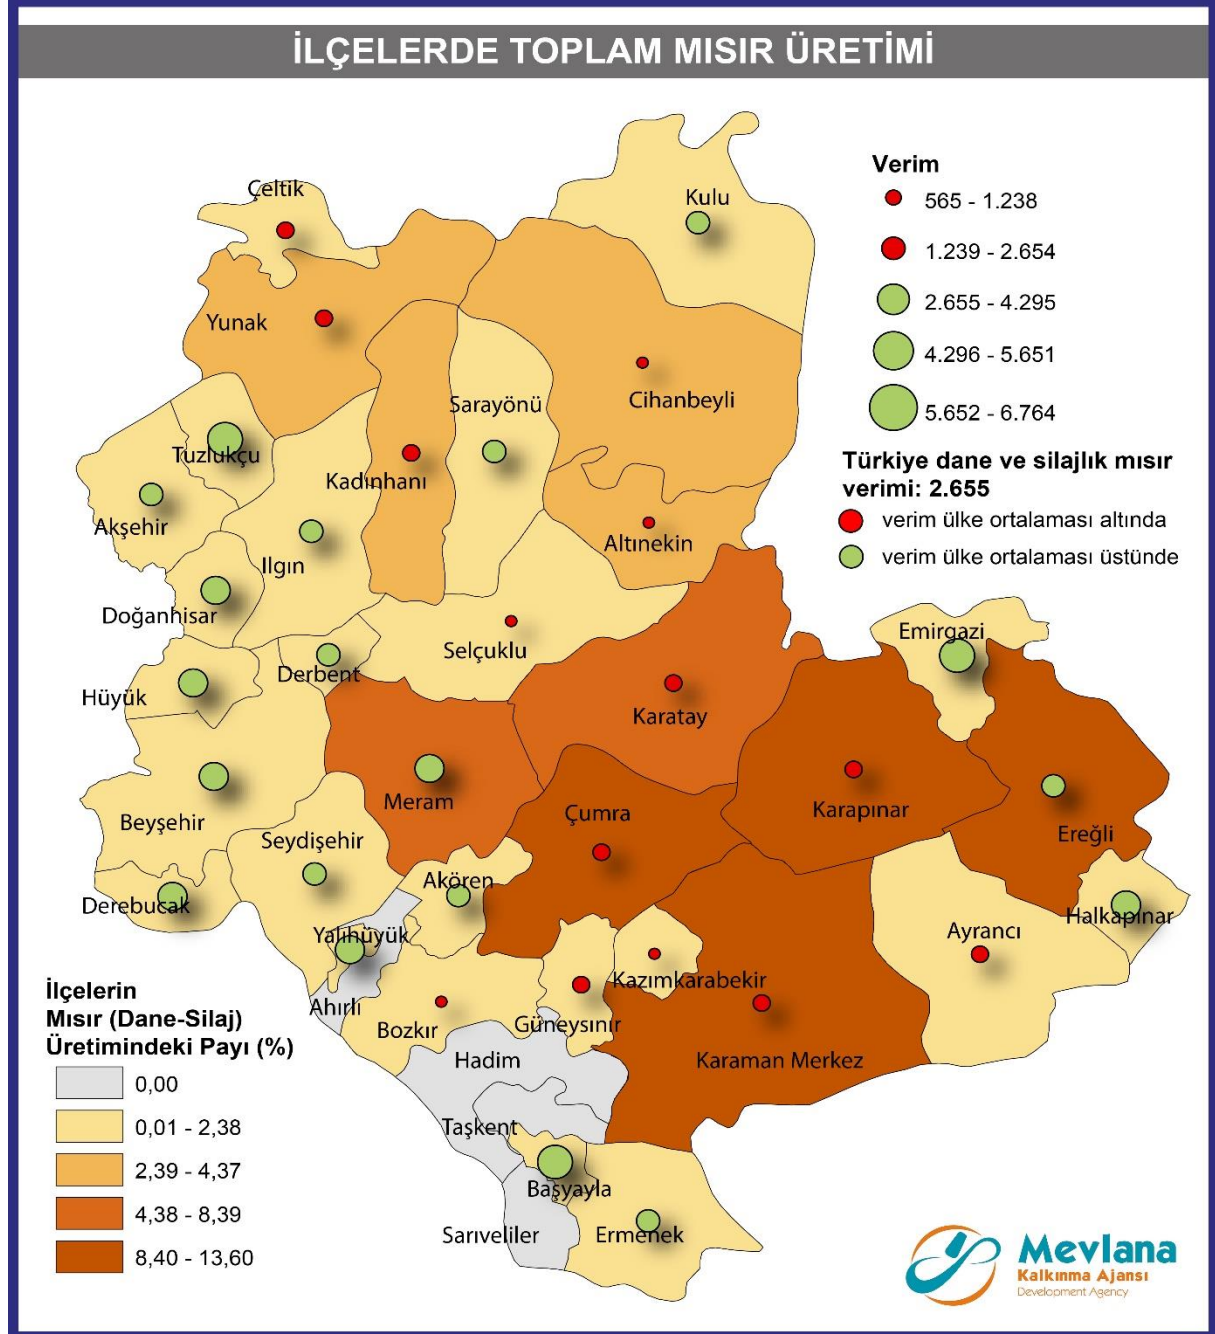 İLÇELERDE TOPLAM MISIR ÜRETİMİ
Verim
565 - 1.238
1.239 - 2.654
2.655 - 4.295
4.296 - 5.651
5.652 - 6.764
Türkiye dane ve silajlık mısır
verimi: 2.655
verim ülke ortalaması altında
verim ülke ortalaması üstünde
Çeltik
Kulu
Yunak
Cihanbeyli
Sarayönü
Tuzlukçu
Kadınhanı
Akşehir
Altınekin
Ilgın
Doğanhisar
Emirgazi
Selçuklu
Derbent
Hüyük
Karatay
Meram
Karapınar
Çumra
Beyşehir
Ereğli
Seydişehir
Akören
Derebucak
Halkapınar
Ayrancı
Yalıhüyük
Kazımkarabekir
Ahırlı
Güneysınır
Bozkır
Hadim
Karaman Merkez
Taşkent
Başyayla
Sarıveliler
Ermenek
İlçelerin
Mısır (Dane-Silaj)
Üretimindeki Payı (%)
0,00
0,01 - 2,38
2,39 - 4,37
4,38 - 8,39
8,40 - 13,60
Mevlana
Kalkınma Ajansı
Development Agency